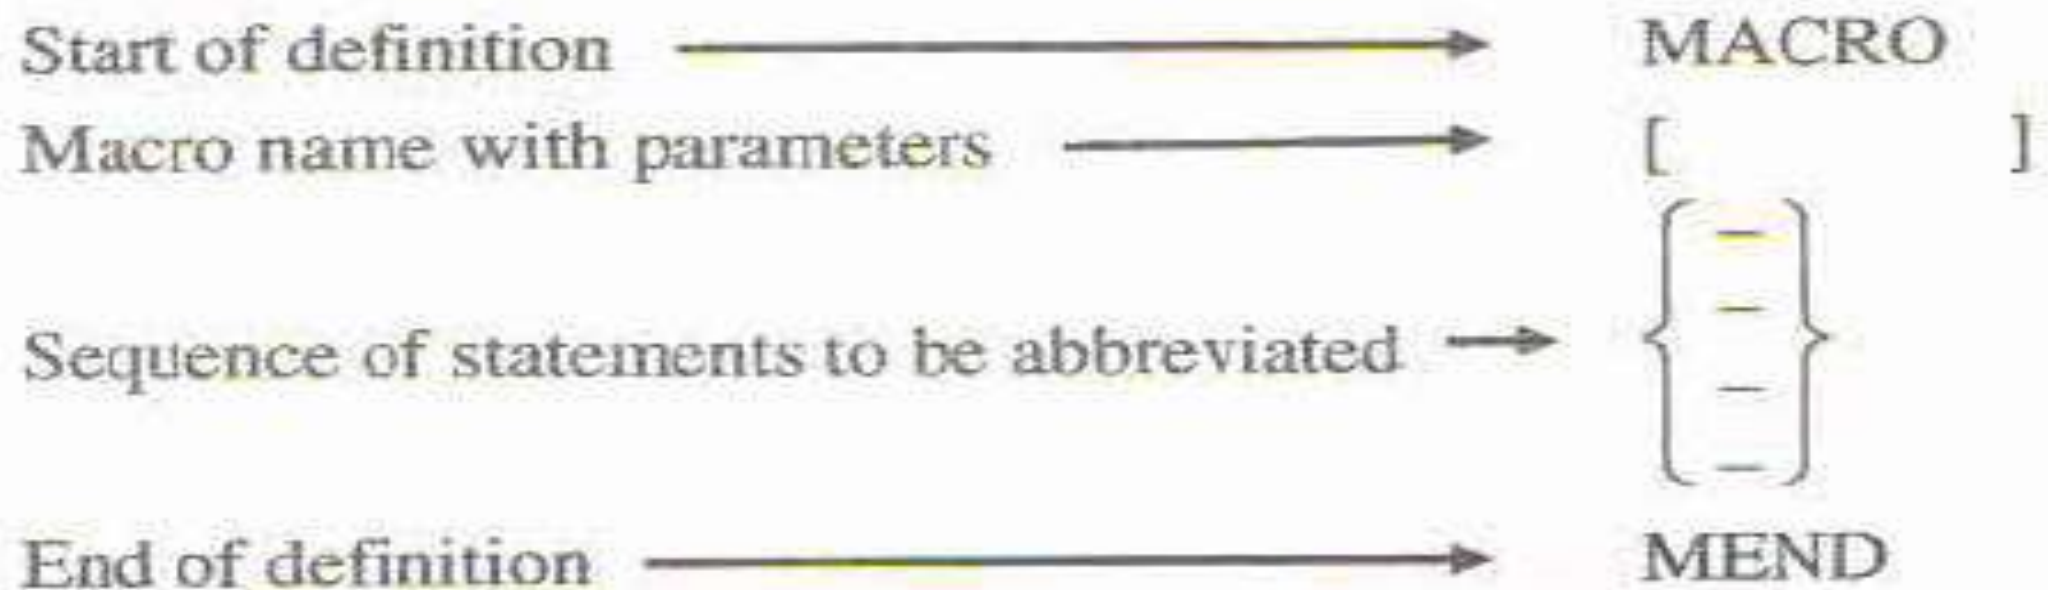 Start of definition → MACRO
Macro name with parameters → [ ]
Sequence of statements to be abbreviated → { – – – – }
End of definition → MEND